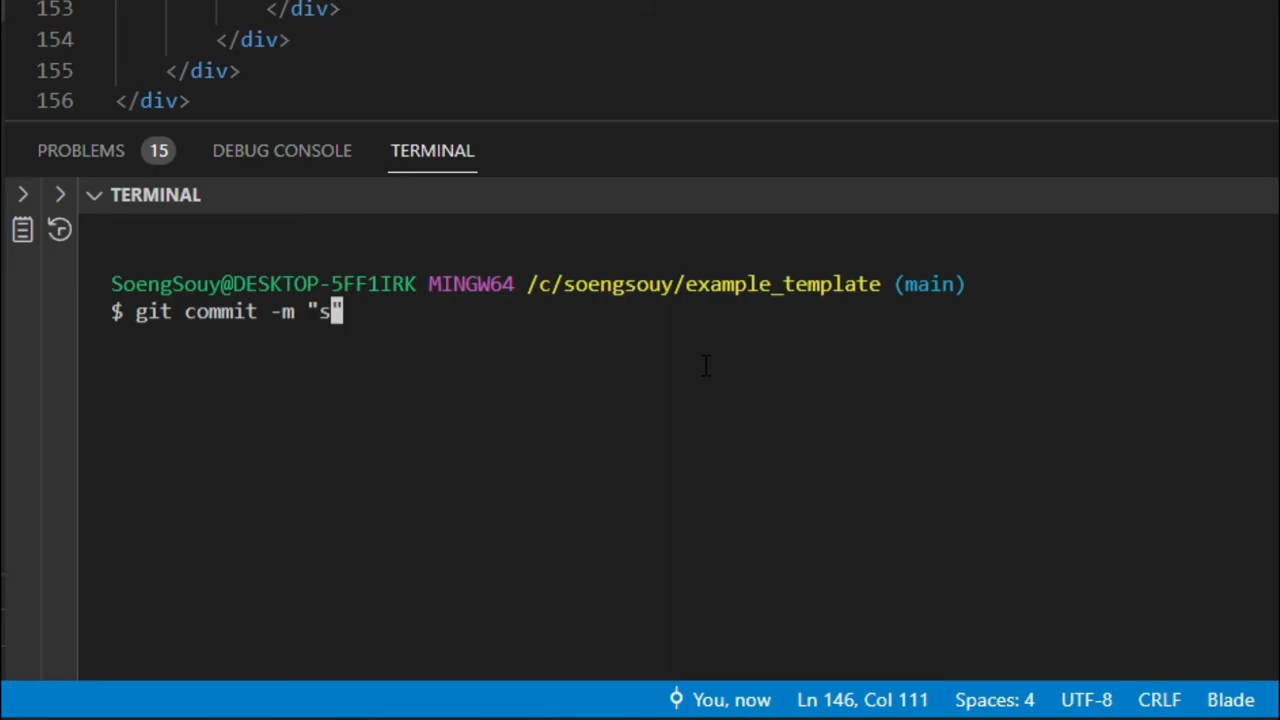 153 </div>
154 </div>
155 </div>
156 </div>
PROBLEMS 15 DEBUG CONSOLE TERMINAL
TERMINAL
SoengSouy@DESKTOP-5FF1IRK MINGW64 /c/soengsouy/example_template (main)
$ git commit -m "s"
You, now Ln 146, Col 111 Spaces: 4 UTF-8 CRLF Blade